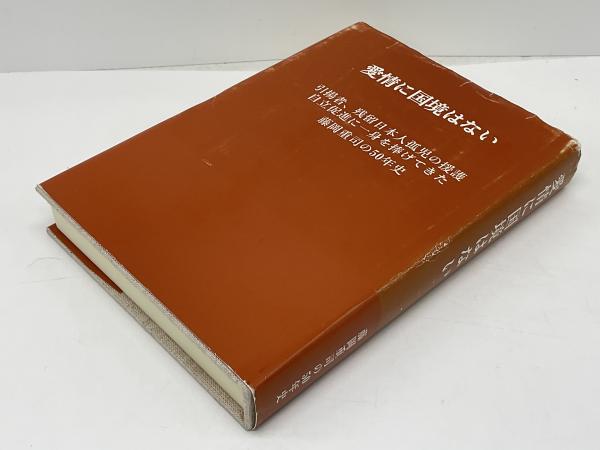 愛情に国境はない
引揚者、残留日本人孤児の援護
自立促進に一身を捧げてきた
藤岡重司の50年史
愛情に国境はない
藤岡重司の50年史